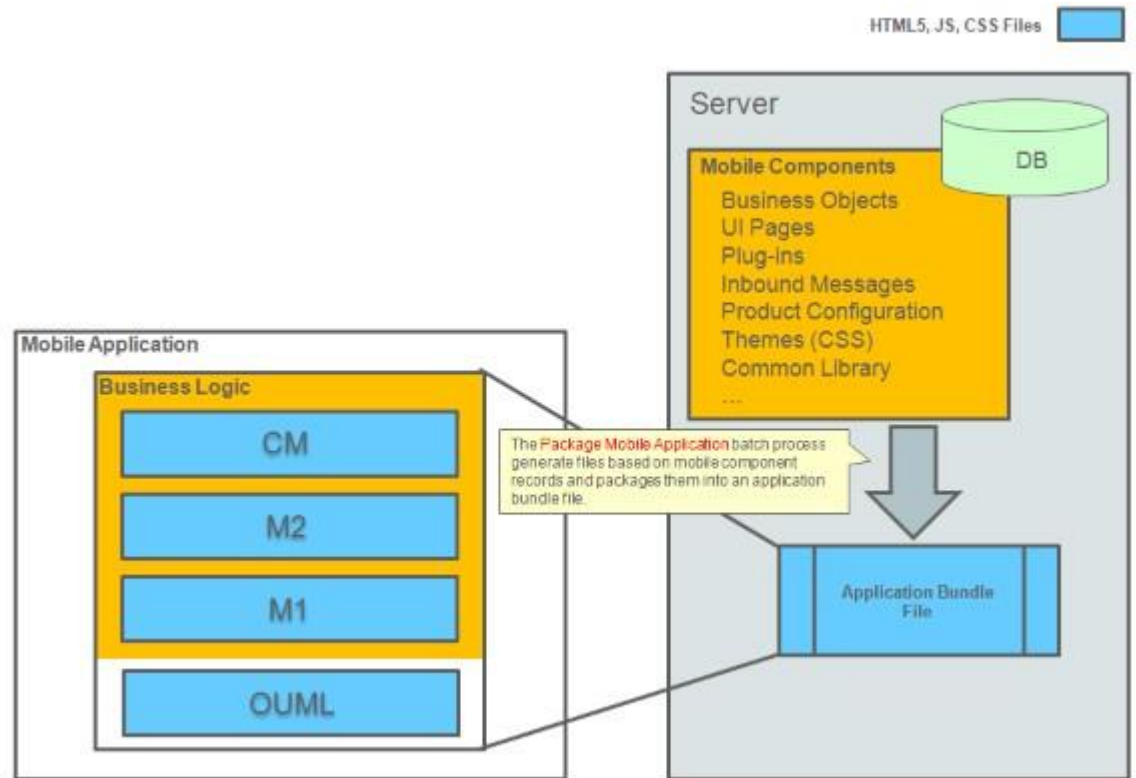 HTML5, JS, CSS Files
Server
DB
Mobile Components
Business Objects
UI Pages
Plug-ins
Inbound Messages
Product Configuration
Themes (CSS)
Common Library
...
Mobile Application
Business Logic
CM
M2
M1
OUML
The Package Mobile Application batch process
generate files based on mobile component
records and packages them into an application
bundle file.
Application Bundle
File